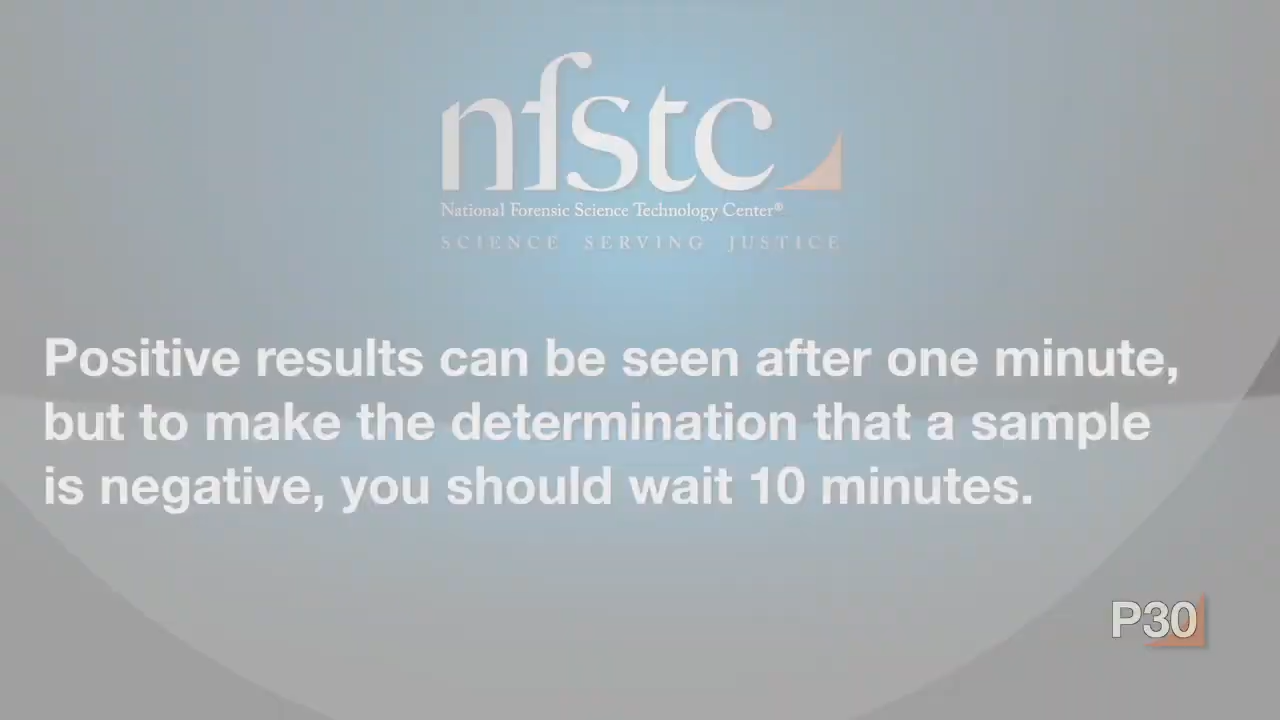 nfstc
National Forensic Science Technology Center®
SCIENCE SERVING JUSTICE
Positive results can be seen after one minute,
but to make the determination that a sample
is negative, you should wait 10 minutes.
P30